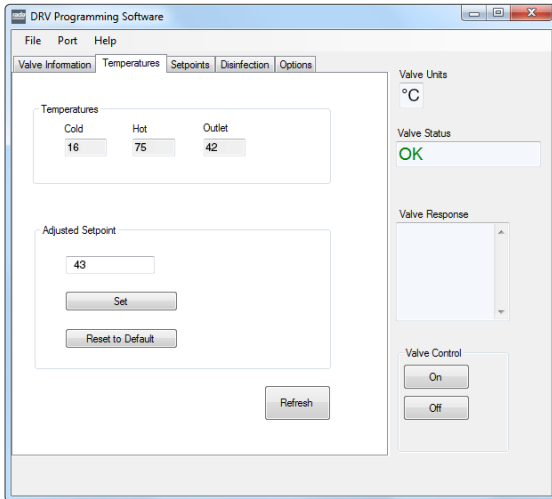 rada DRV Programming Software
File Port Help
Valve Information Temperatures Setpoints Disinfection Options
Temperatures
Cold Hot Outlet
16 75 42
Adjusted Setpoint
43
Set
Reset to Default
Refresh
Valve Units
°C
Valve Status
OK
Valve Response
Valve Control
On
Off